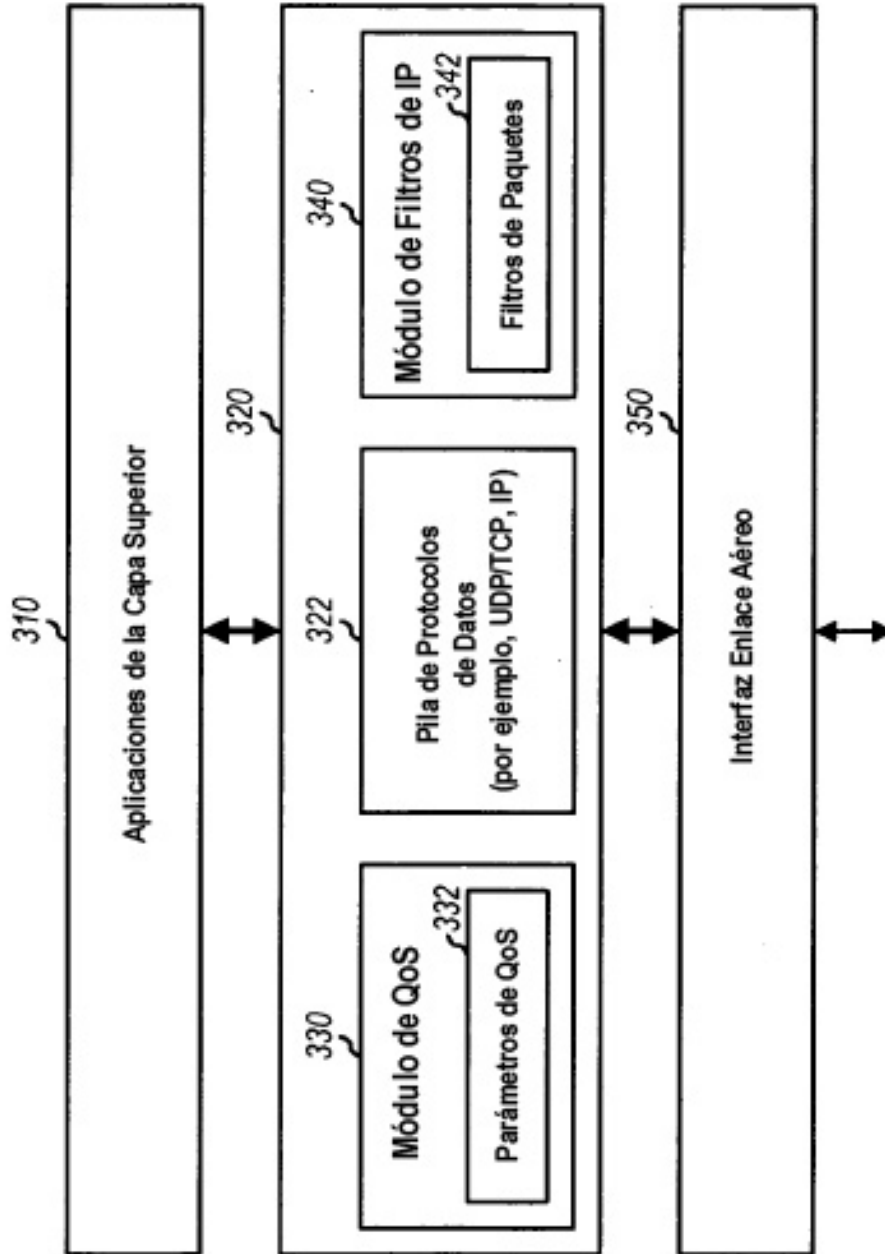 310
Aplicaciones de la Capa Superior
320
330
Módulo de QoS
332
Parámetros de QoS
322
Pila de Protocolos
de Datos
(por ejemplo, UDP/TCP, IP)
340
Módulo de Filtros de IP
342
Filtros de Paquetes
350
Interfaz Enlace Aéreo